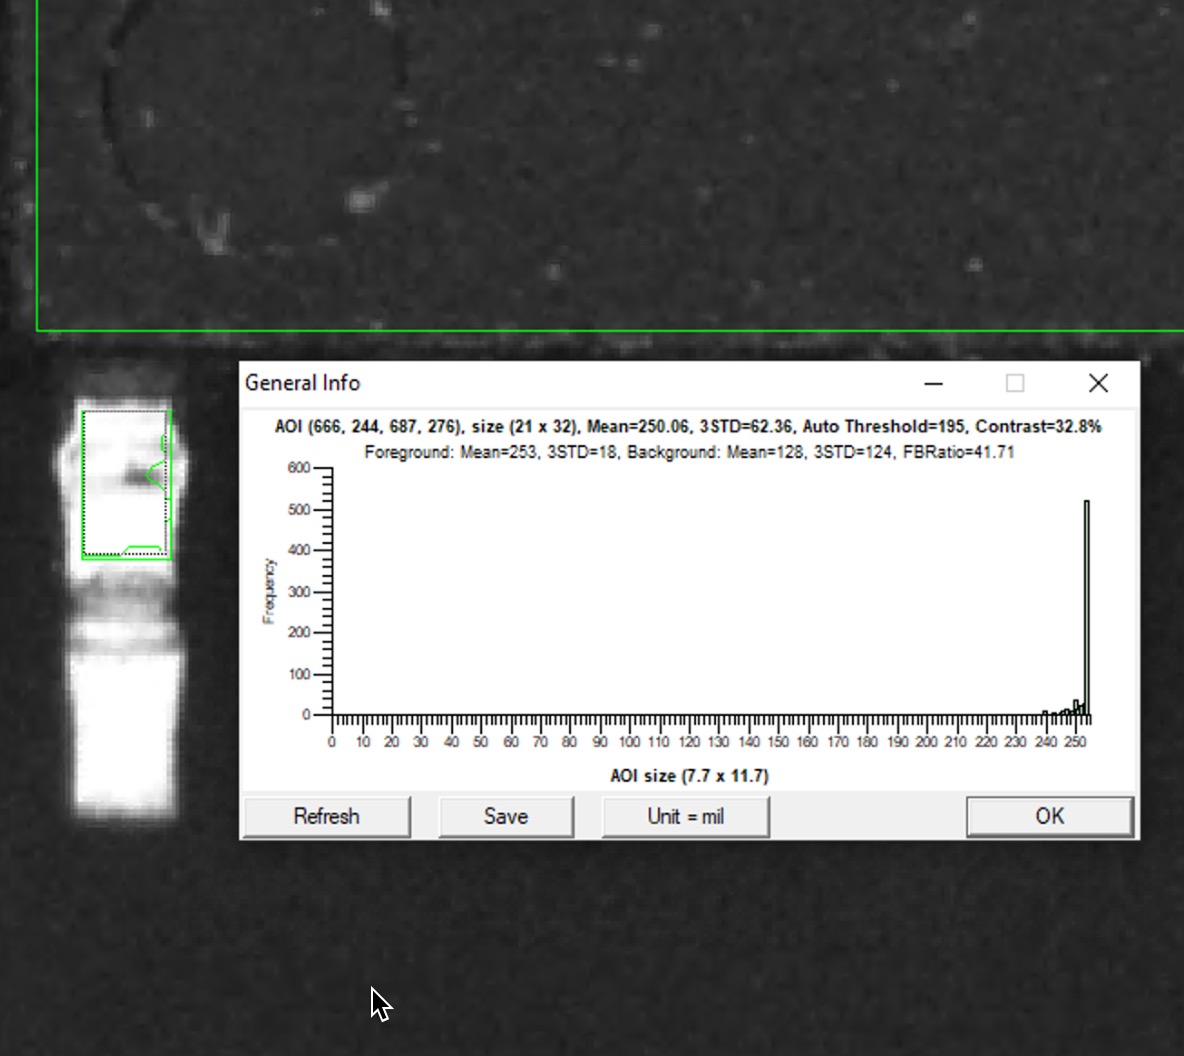 General Info
AOI (666, 244, 687, 276), size (21 x 32), Mean=250.06, 3STD=62.36, Auto Threshold=195, Contrast=32.8%
Foreground: Mean=253, 3STD=18, Background: Mean=128, 3STD=124, FBRatio=41.71
600
500
400
300
200
100
0
Frequency
0 10 20 30 40 50 60 70 80 90 100 110 120 130 140 150 160 170 180 190 200 210 220 230 240 250
AOI size (7.7 x 11.7)
Refresh Save Unit = mil OK